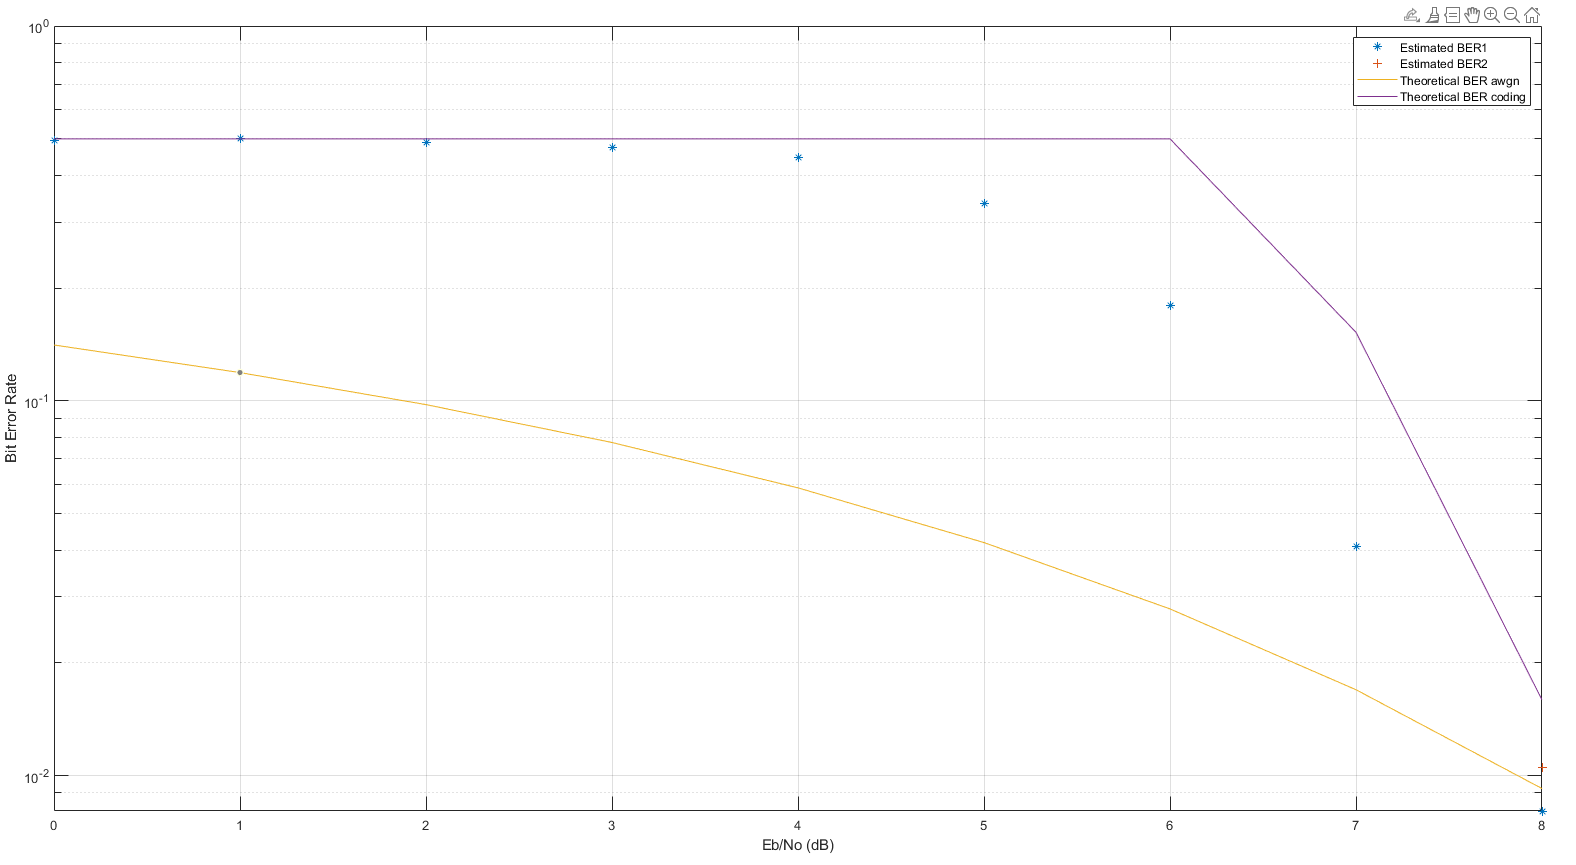 10^0
Estimated BER1
Estimated BER2
Theoretical BER awgn
Theoretical BER coding
Bit Error Rate
10^-1
10^-2
0 1 2 3 4 5 6 7 8
Eb/No (dB)